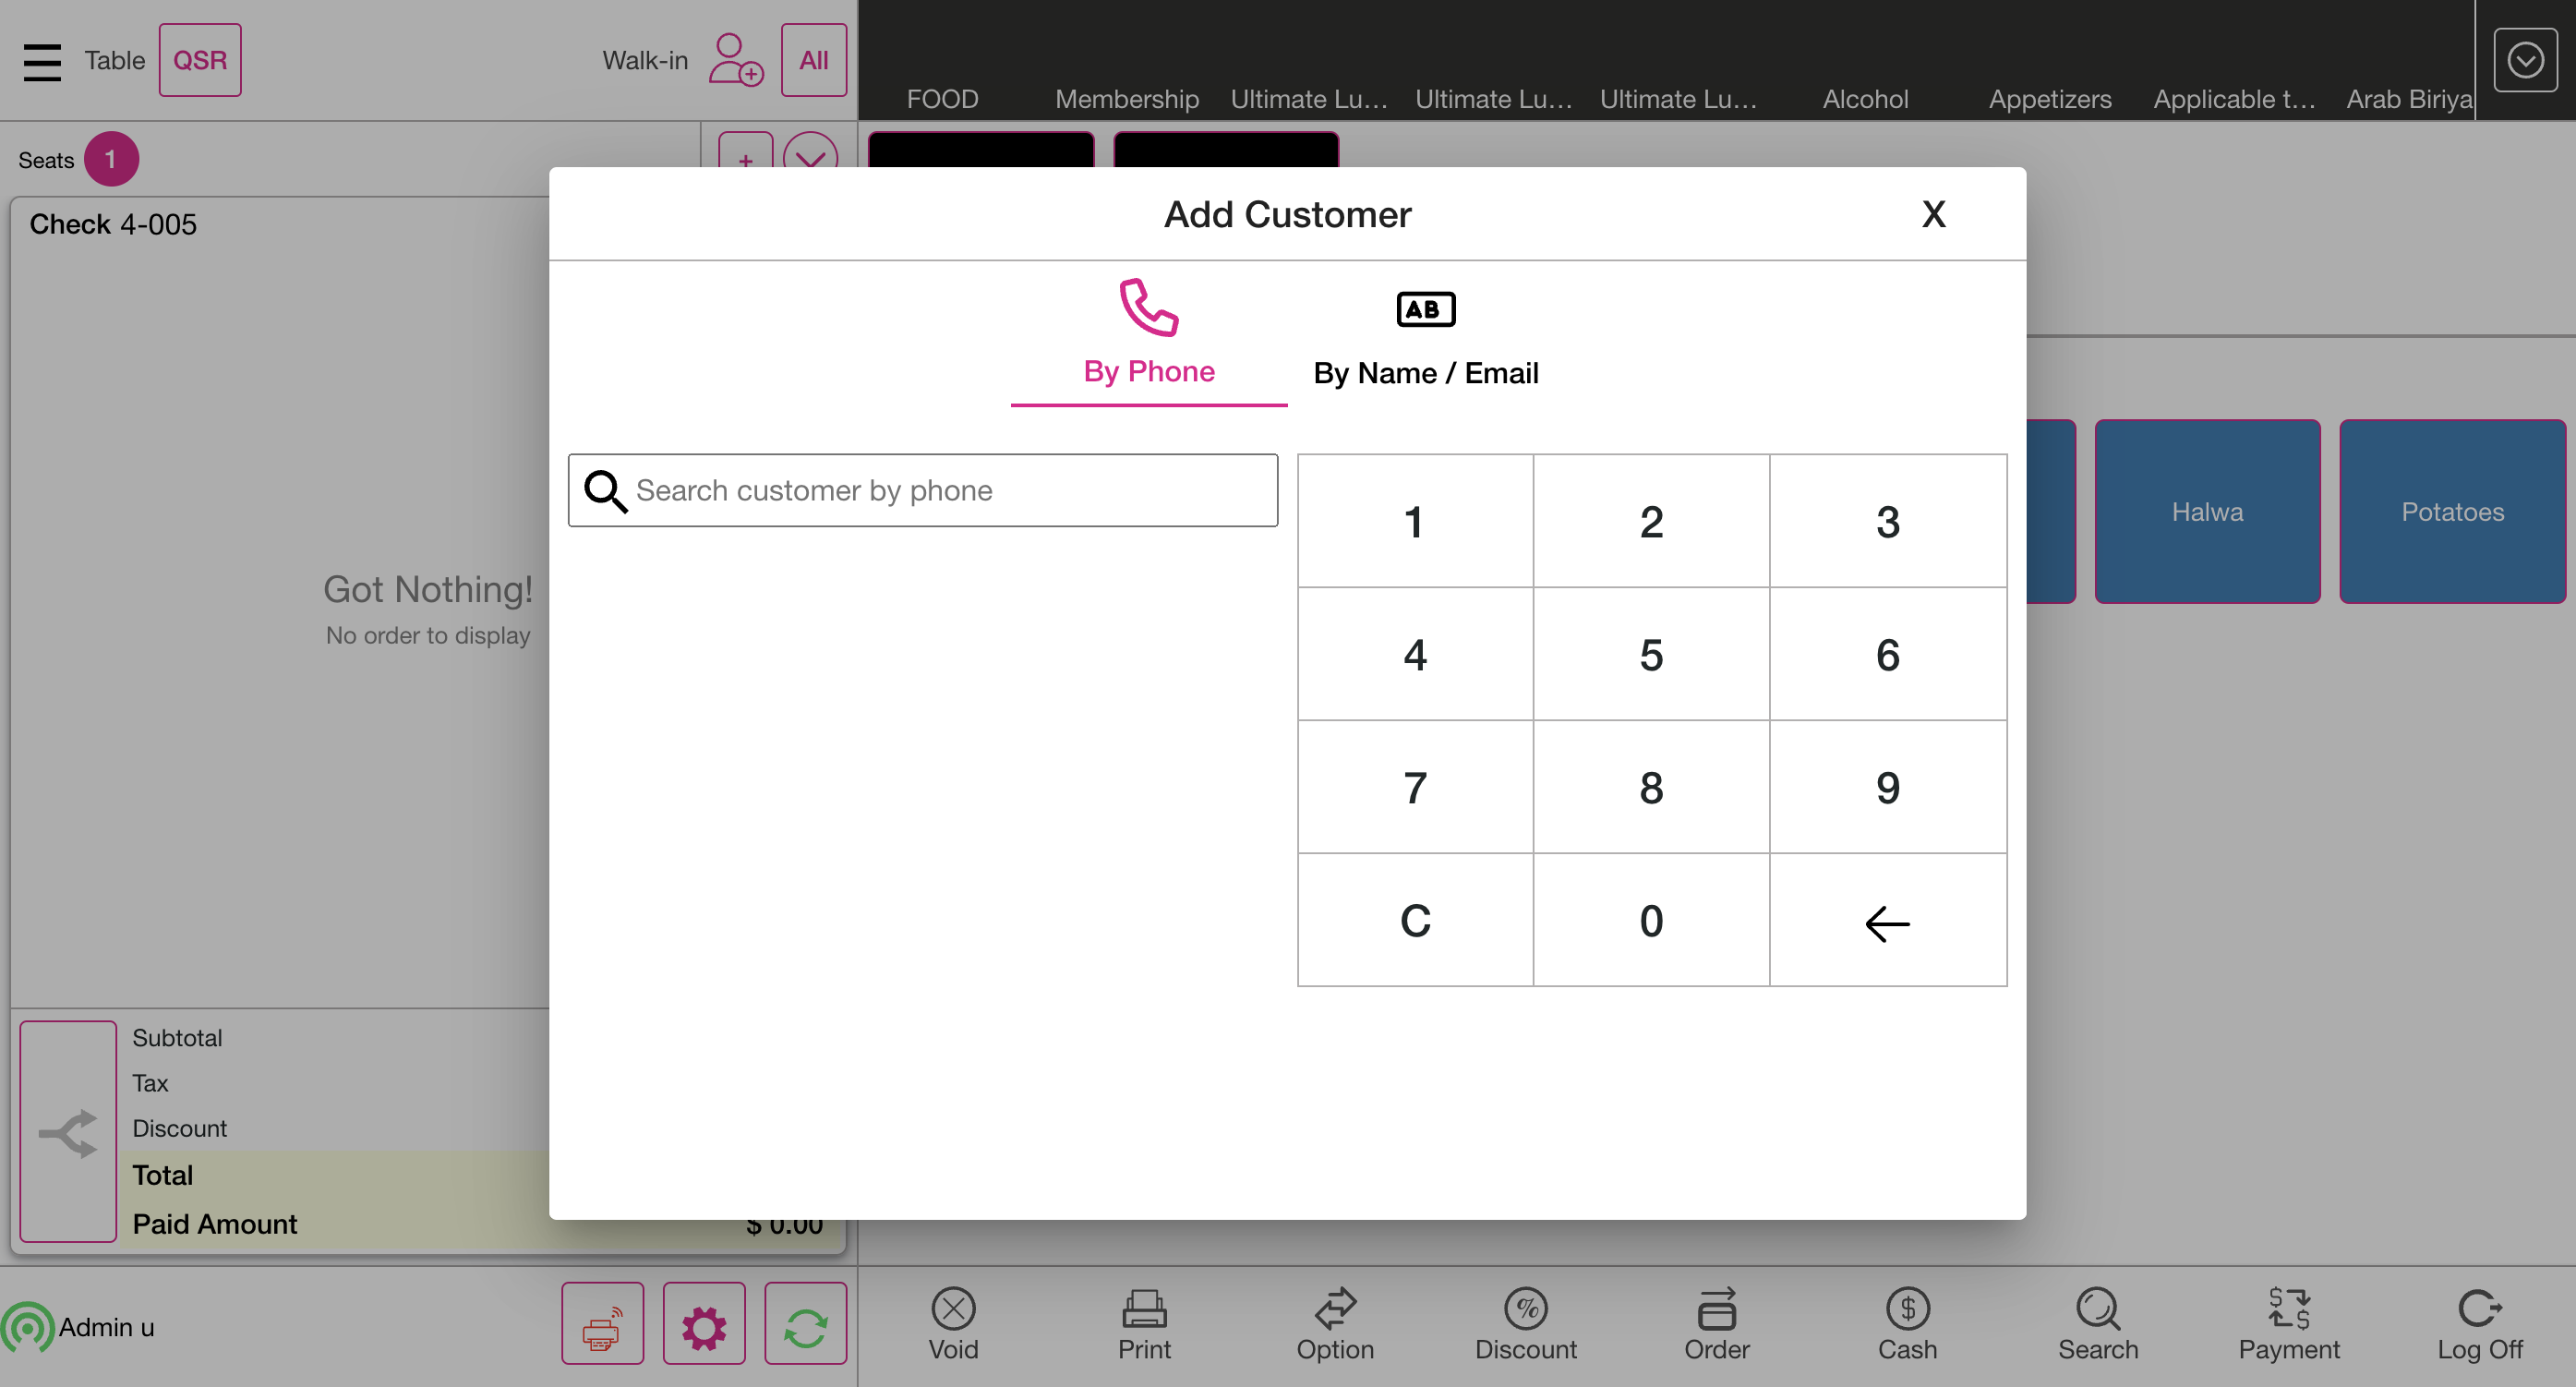 Table QSR Walk-in All
FOOD Membership Ultimate Lu... Ultimate Lu... Ultimate Lu... Alcohol Appetizers Applicable t... Arab Biriya
Seats 1 +
Check 4-005
Add Customer X
By Phone
AB
By Name / Email
Search customer by phone
1 2 3
4 5 6
7 8 9
C 0
Halwa Potatoes
Got Nothing!
No order to display
Subtotal
Tax
Discount
Total
Paid Amount $ 0.00
Admin u
Void Print Option Discount Order Cash Search Payment Log Off